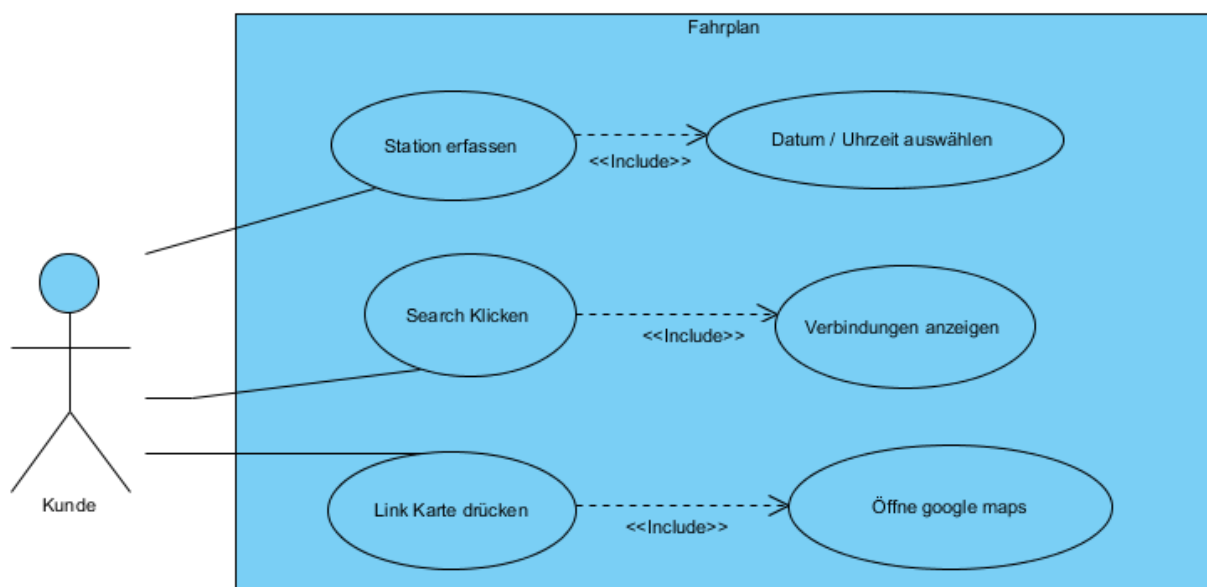 Fahrplan
Station erfassen
<<Include>>
Datum / Uhrzeit auswählen
Search Klicken
<<Include>>
Verbindungen anzeigen
Kunde
Link Karte drücken
<<Include>>
Öffne google maps